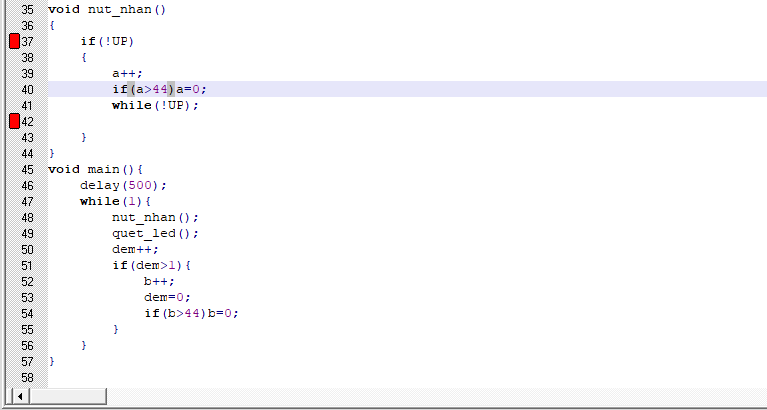 35 void nut_nhan()
36 {
37     if(!UP)
38     {
39         a++;
40         if(a>44)a=0;
41         while(!UP);
42
43     }
44 }
45 void main(){
46     delay(500);
47     while(1){
48         nut_nhan();
49         quet_led();
50         dem++;
51         if(dem>1){
52             b++;
53             dem=0;
54             if(b>44)b=0;
55         }
56     }
57 }
58